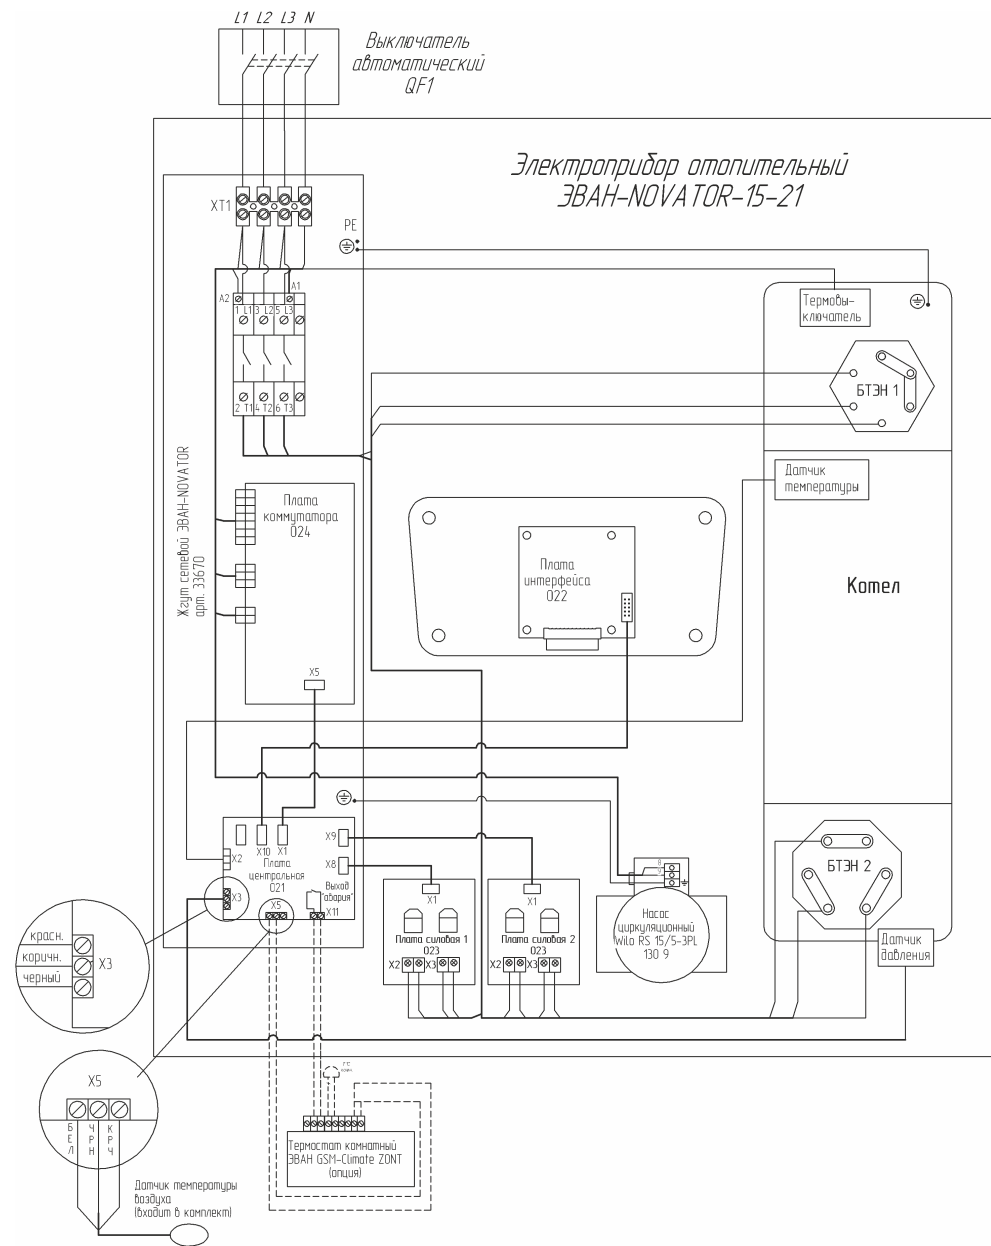 L1 L2 L3 N
Выключатель
автоматический
QF1
Электроприбор отопительный
ЭВАН-NOVATOR-15-21
XT1
PE
A2
A1
1 L1 3 L2 5 L3
2 T1 4 T2 6 T3
Термовы-
ключатель
БТЭН 1
Датчик
температуры
Котел
Жгут сетевой ЭВАН-NOVATOR
арт. 33670
Плата
коммутатора
024
X5
Плата
интерфейса
022
X10 X1
X9
X2
Плата
центральная
021
X8
X3
Выход
"авария"
X5
X11
X1
Плата силовая 1
023
X2 X3
X1
Плата силовая 2
023
X2 X3
Насос
циркуляционный
Wilo RS 15/5-3PL
130 9
БТЭН 2
Датчик
давления
красн.
коричн.
черный
X3
X5
БЕЛ
ЧРН
КРЧ
Термостат комнатный
ЭВАН GSM-Climate ZONT
(опция)
Датчик температуры
воздуха
(входит в комплект)